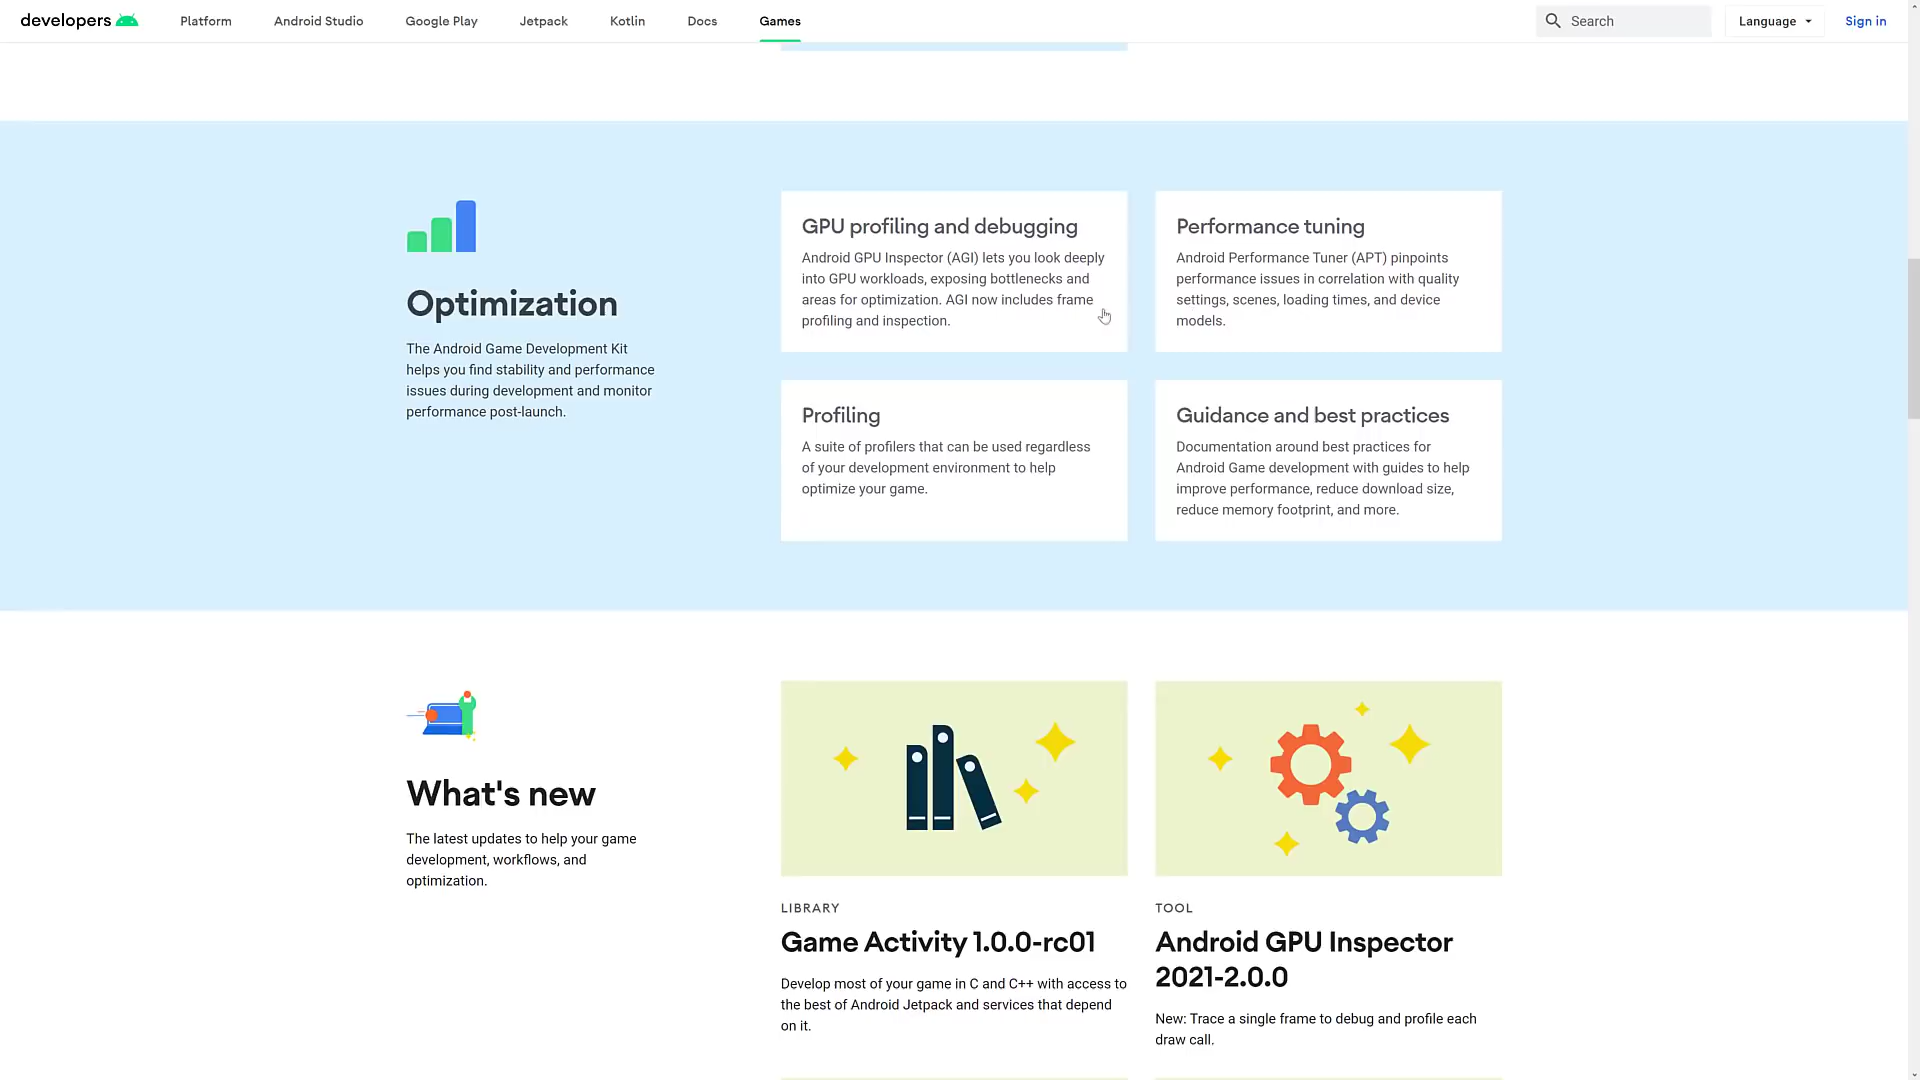 developers
Platform
Android Studio
Google Play
Jetpack
Kotlin
Docs
Games
Search
Language
Sign in
Optimization
The Android Game Development Kit
helps you find stability and performance
issues during development and monitor
performance post-launch.
GPU profiling and debugging
Android GPU Inspector (AGI) lets you look deeply
into GPU workloads, exposing bottlenecks and
areas for optimization. AGI now includes frame
profiling and inspection.
Performance tuning
Android Performance Tuner (APT) pinpoints
performance issues in correlation with quality
settings, scenes, loading times, and device
models.
Profiling
A suite of profilers that can be used regardless
of your development environment to help
optimize your game.
Guidance and best practices
Documentation around best practices for
Android Game development with guides to help
improve performance, reduce download size,
reduce memory footprint, and more.
What's new
The latest updates to help your game
development, workflows, and
optimization.
LIBRARY
Game Activity 1.0.0-rc01
Develop most of your game in C and C++ with access to
the best of Android Jetpack and services that depend
on it.
TOOL
Android GPU Inspector
2021-2.0.0
New: Trace a single frame to debug and profile each
draw call.